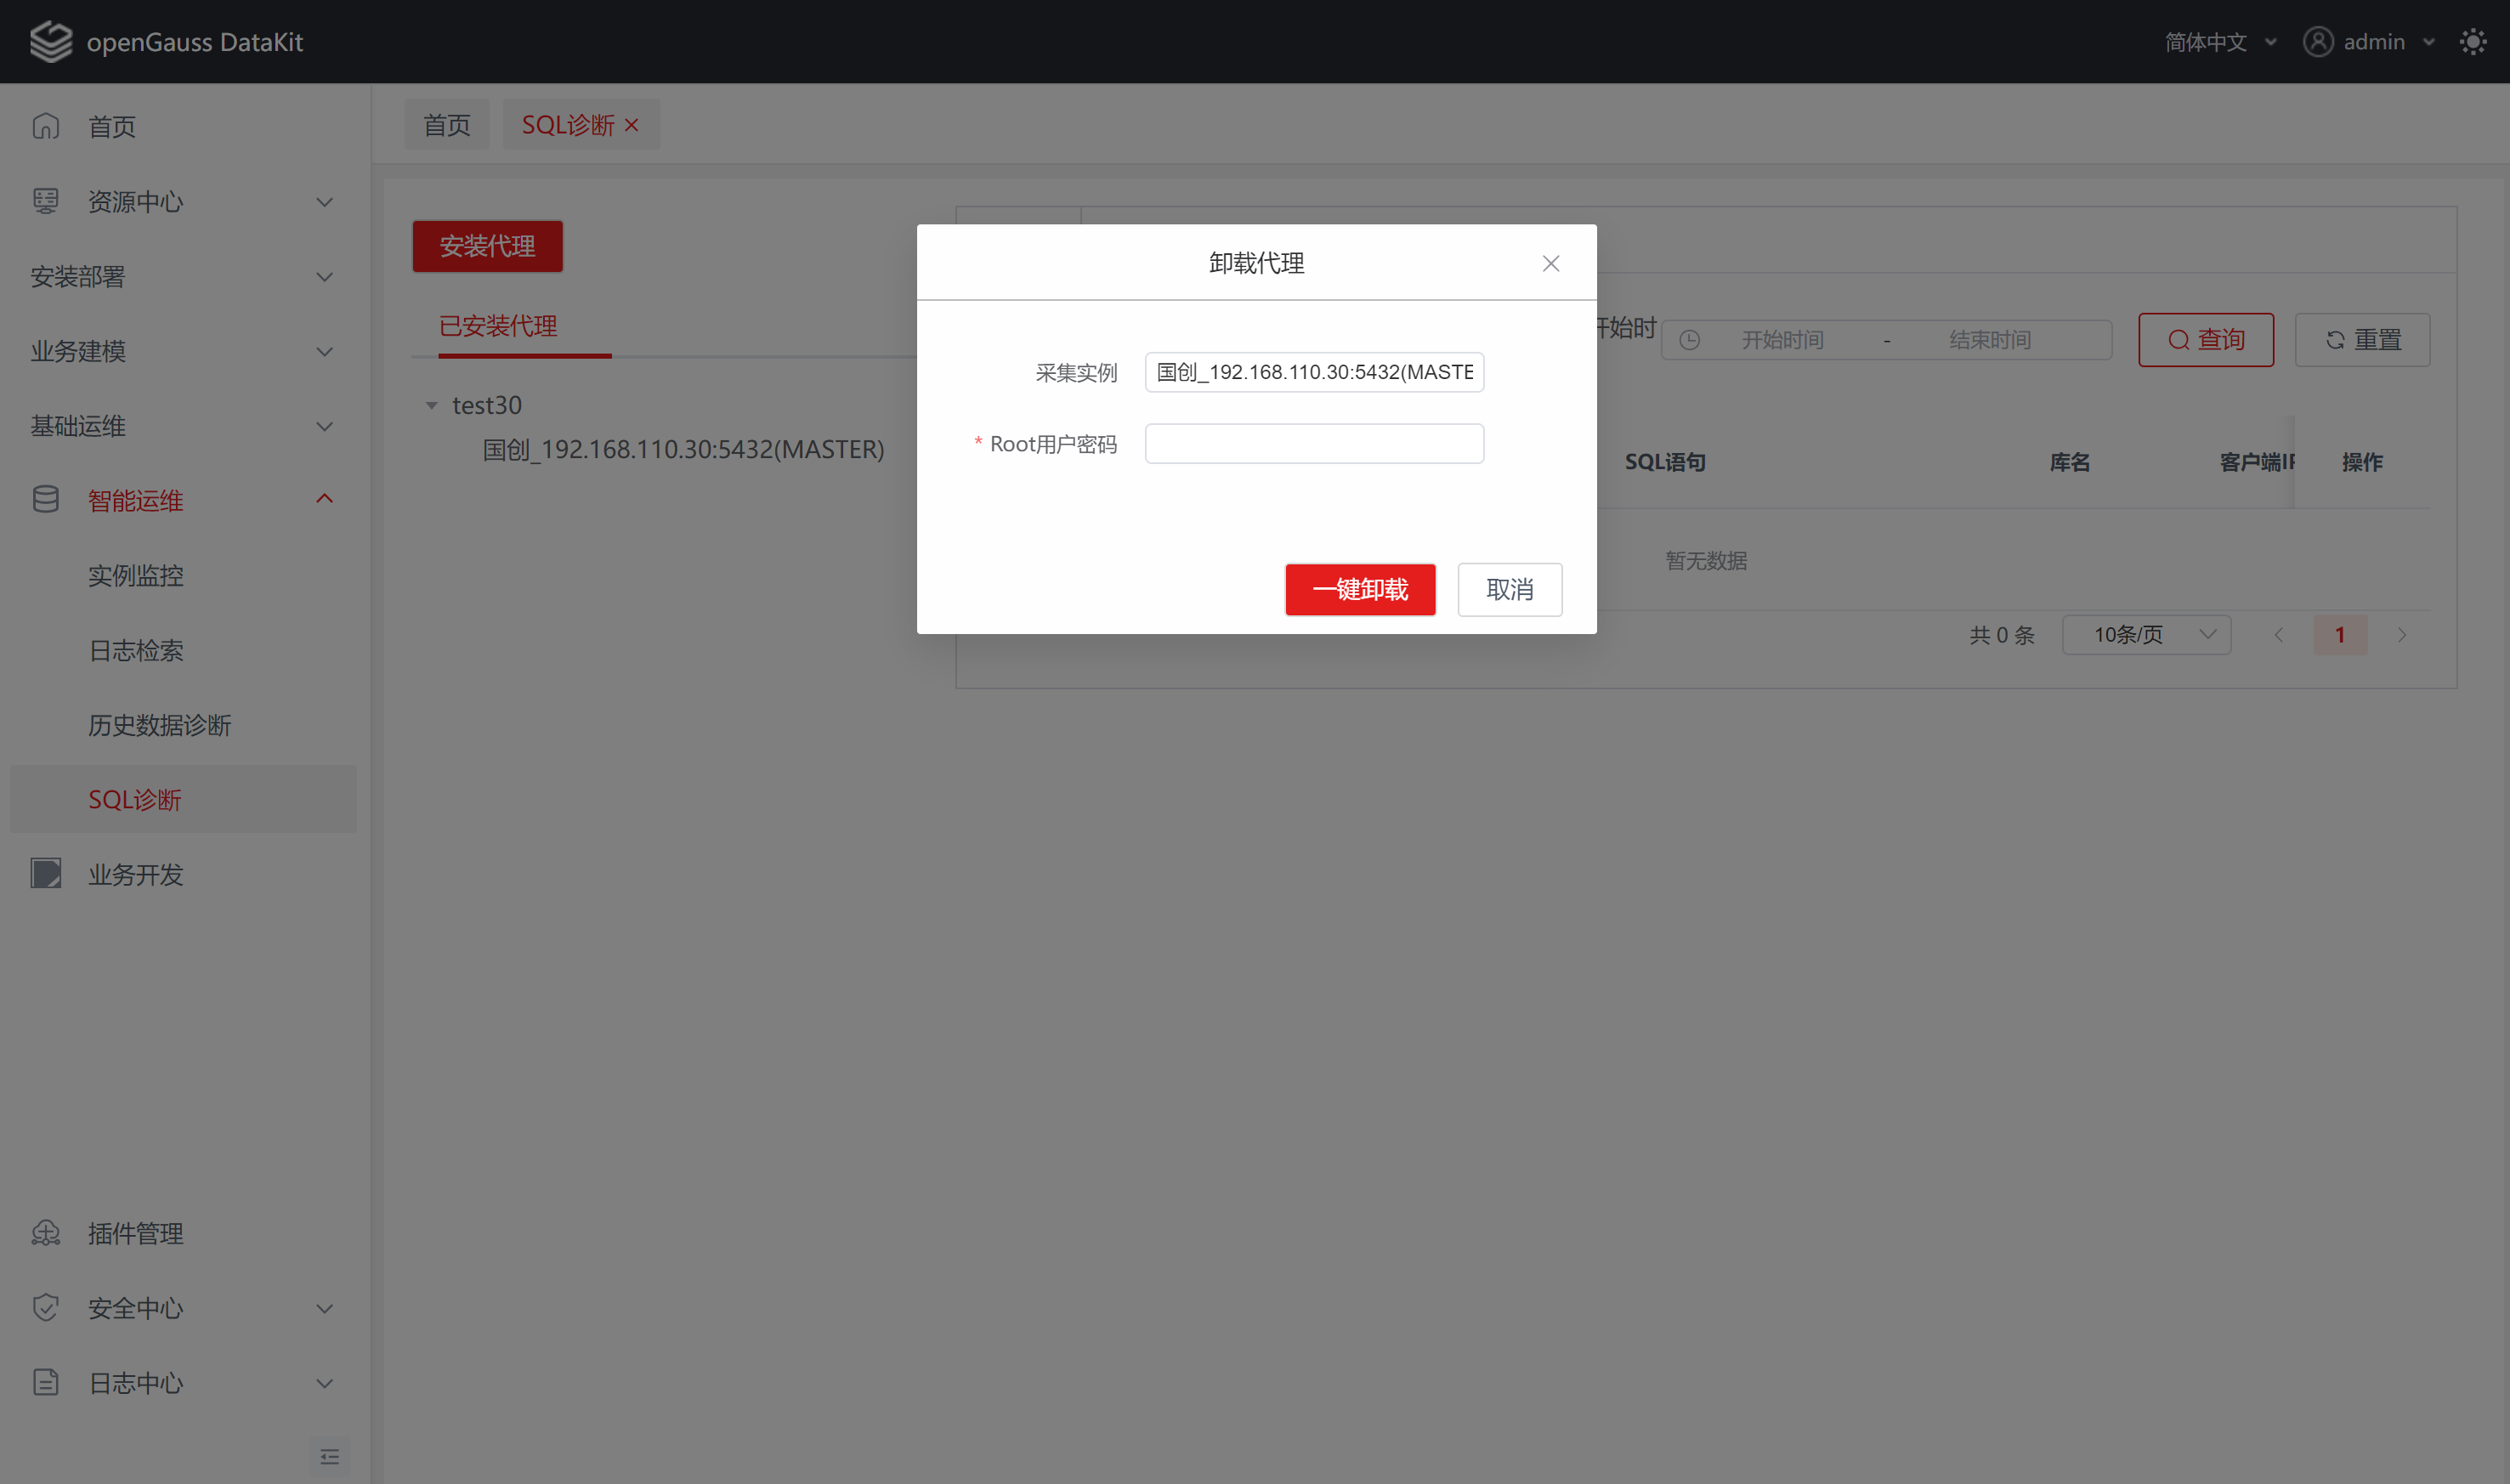 openGauss DataKit
简体中文
admin
首页
资源中心
安装部署
业务建模
基础运维
智能运维
实例监控
日志检索
历史数据诊断
SQL诊断
业务开发
插件管理
安全中心
日志中心
首页
SQL诊断
安装代理
已安装代理
test30
国创_192.168.110.30:5432(MASTER)
卸载代理
采集实例
国创_192.168.110.30:5432(MASTE
* Root用户密码
一键卸载
取消
开始时
开始时间 - 结束时间
查询
重置
SQL语句
库名
客户端IP
操作
暂无数据
共 0 条
10条/页
1